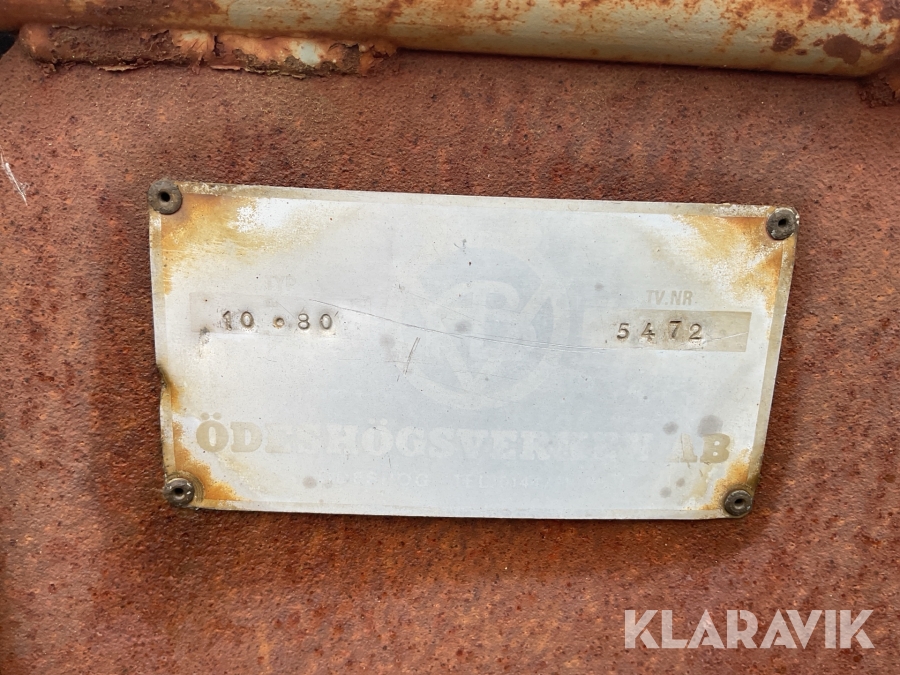 TYP TV.NR
10.80 5472
ÖDESHÖGSVERKEN AB
KLARAVIK